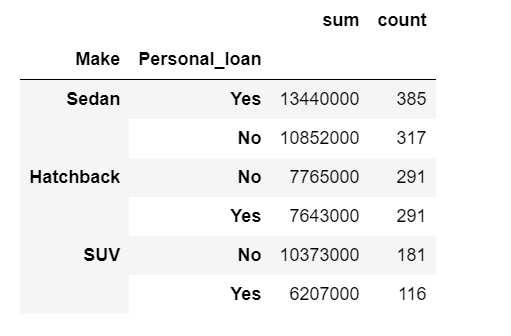 sum count
Make Personal_loan
Sedan Yes 13440000 385
No 10852000 317
Hatchback No 7765000 291
Yes 7643000 291
SUV No 10373000 181
Yes 6207000 116